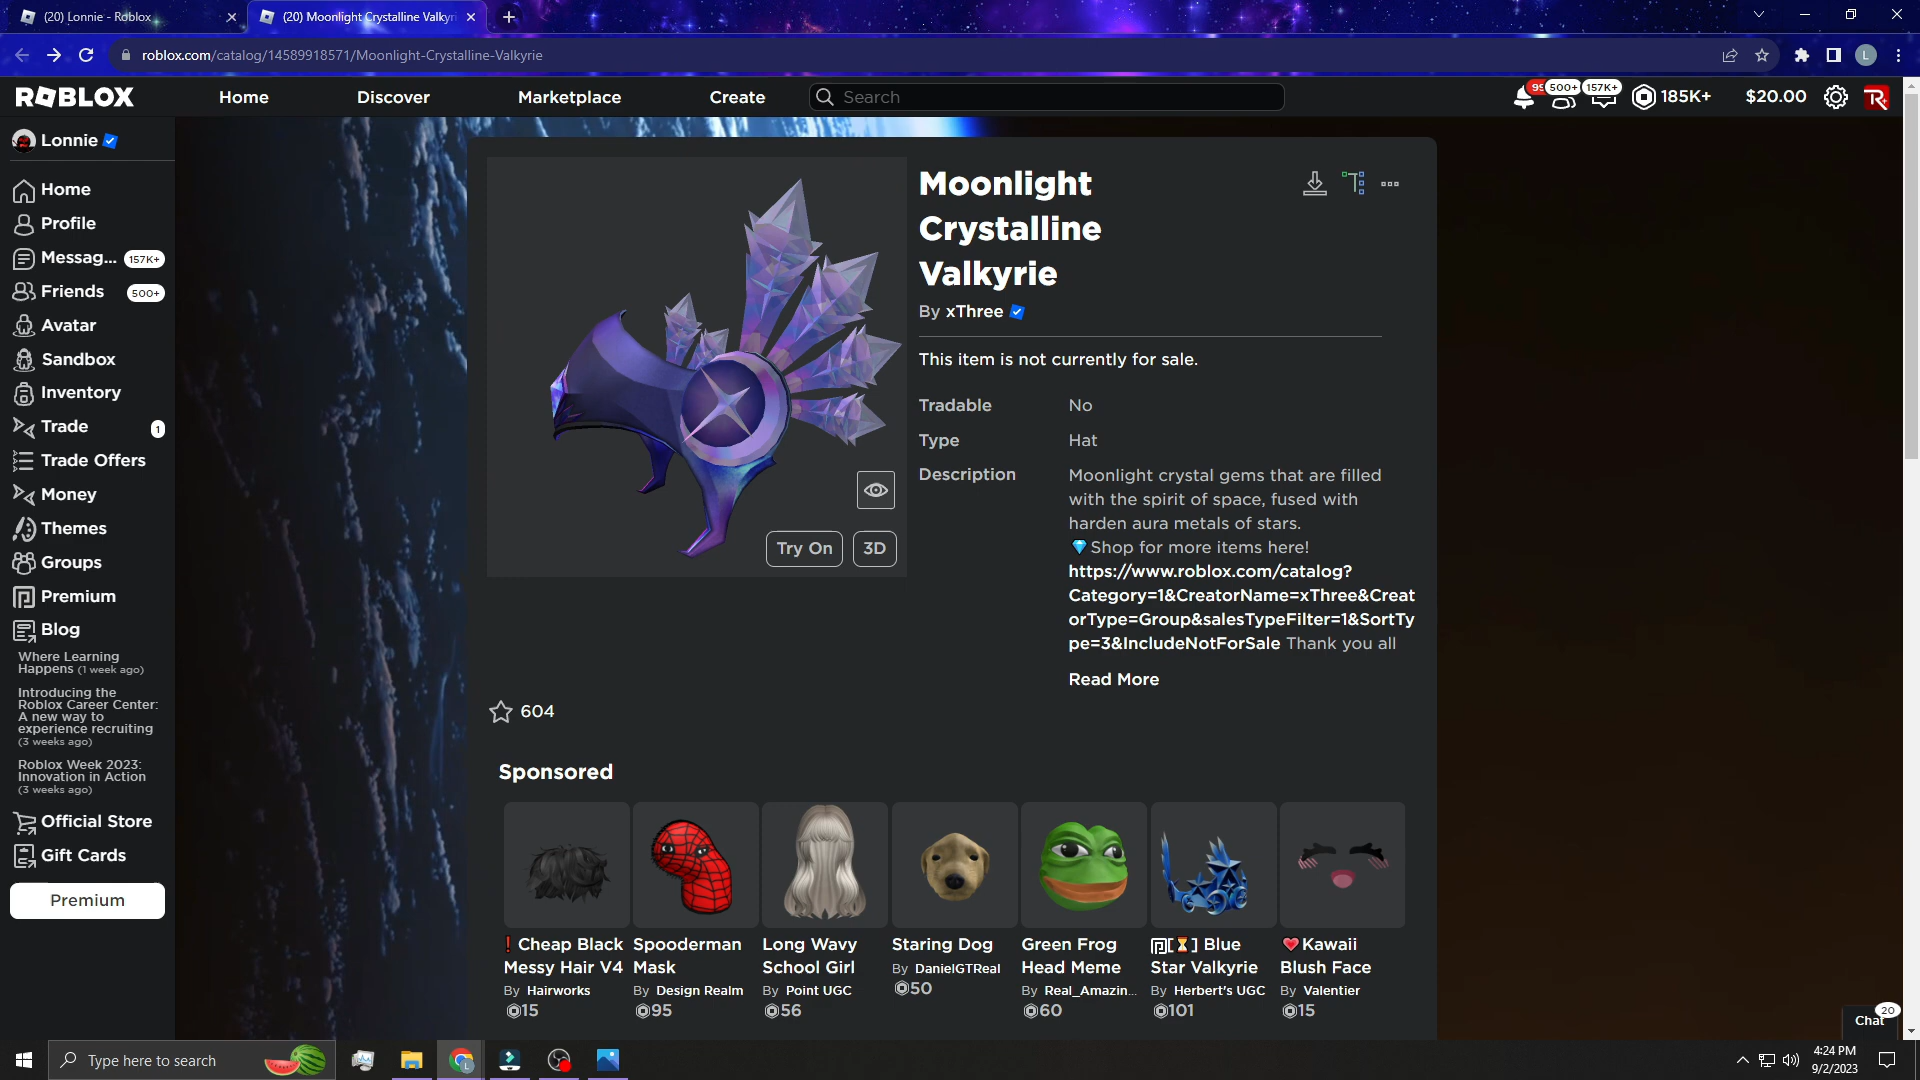 (20) Lonnie - Roblox
(20) Moonlight Crystalline Valkyri
roblox.com/catalog/14589918571/Moonlight-Crystalline-Valkyrie
L
ROBLOX
Home
Discover
Marketplace
Create
Search
500+
157K+
185K+
$20.00
Lonnie
Home
Profile
Messag... 157K+
Friends 500+
Avatar
Sandbox
Inventory
Trade 1
Trade Offers
Money
Themes
Groups
Premium
Blog
Where Learning
Happens (1 week ago)
Introducing the
Roblox Career Center:
A new way to
experience recruiting
(3 weeks ago)
Roblox Week 2023:
Innovation in Action
(3 weeks ago)
Official Store
Gift Cards
Premium
Moonlight
Crystalline
Valkyrie
By xThree
This item is not currently for sale.
Tradable No
Type Hat
Description Moonlight crystal gems that are filled
with the spirit of space, fused with
harden aura metals of stars.
💎Shop for more items here!
https://www.roblox.com/catalog?
Category=1&CreatorName=xThree&Creat
orType=Group&salesTypeFilter=1&SortTy
pe=3&IncludeNotForSale Thank you all
Read More
Try On
3D
604
Sponsored
❗Cheap Black
Messy Hair V4
By Hairworks
15
Spooderman
Mask
By Design Realm
95
Long Wavy
School Girl
By Point UGC
56
Staring Dog
By DanielGTReal
50
Green Frog
Head Meme
By Real_Amazin...
60
[⏳] Blue
Star Valkyrie
By Herbert's UGC
101
❤️Kawaii
Blush Face
By Valentier
15
Chat
20
Type here to search
4:24 PM
9/2/2023